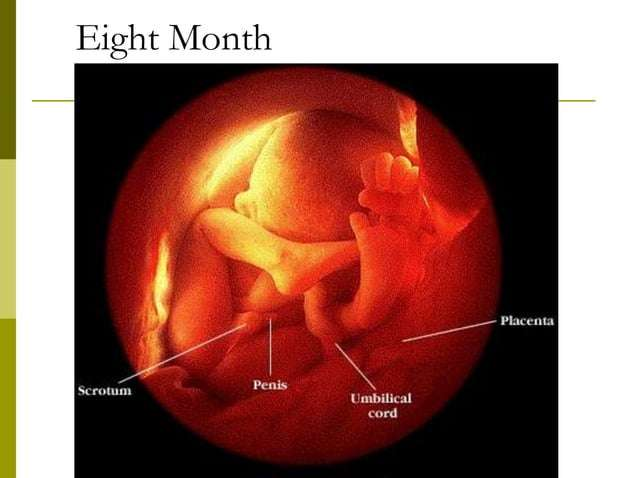 Eight Month
Placenta
Scrotum
Penis
Umbilical
cord